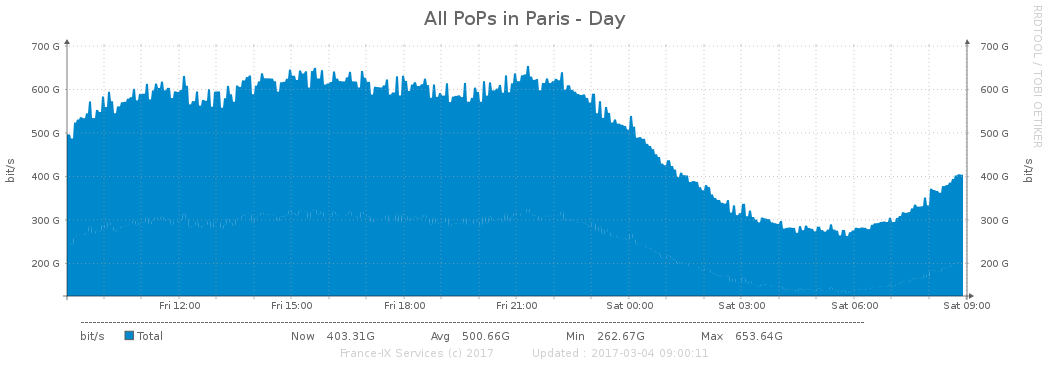 All PoPs in Paris - Day
RRDTOOL / TOBI OETIKER
700 G 700 G
600 G 600 G
500 G 500 G
400 G 400 G
300 G 300 G
200 G 200 G
bit/s
bit/s
Fri 12:00 Fri 15:00 Fri 18:00 Fri 21:00 Sat 00:00 Sat 03:00 Sat 06:00 Sat 09:00
bit/s Total Now 403.31G Avg 500.66G Min 262.67G Max 653.64G
France-IX Services (c) 2017 Updated : 2017-03-04 09:00:11